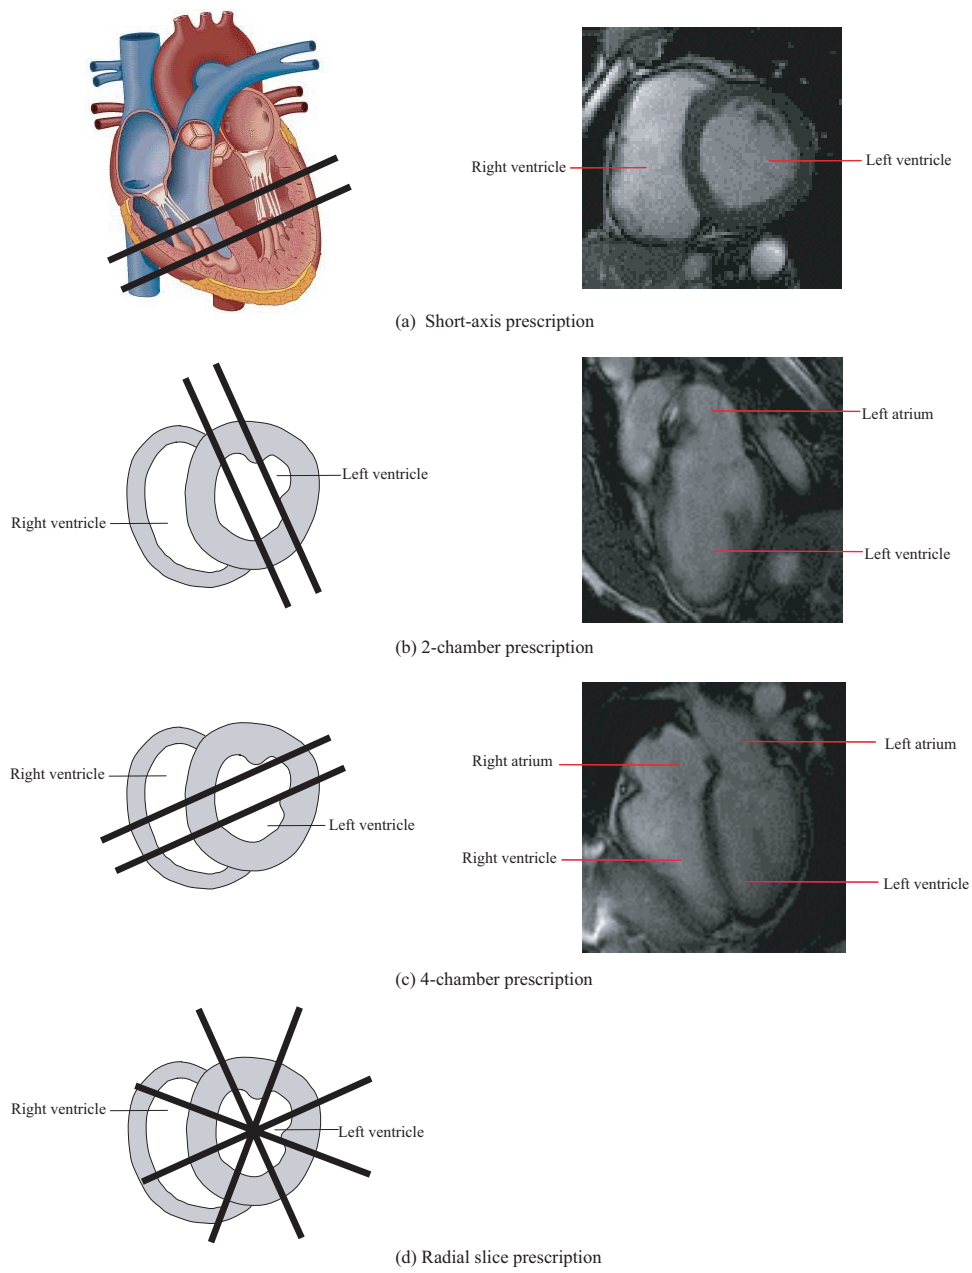 Right ventricle
Left ventricle
(a) Short-axis prescription
Left atrium
Left ventricle
Right ventricle
Left ventricle
(b) 2-chamber prescription
Right ventricle
Left ventricle
Right atrium
Left atrium
Right ventricle
Left ventricle
(c) 4-chamber prescription
Right ventricle
Left ventricle
(d) Radial slice prescription